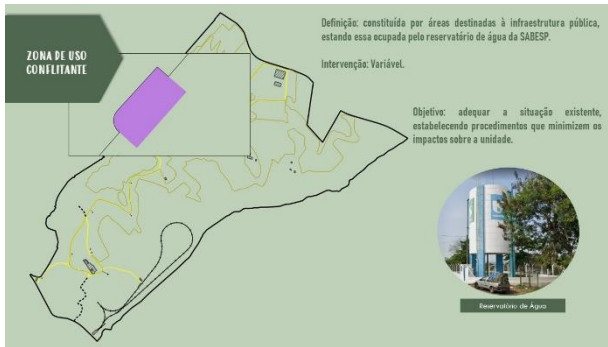 ZONA DE USO
CONFLITANTE
Definição: constituída por áreas destinadas à infraestrutura pública,
estando essa ocupada pelo reservatório de água da SABESP.
Intervenção: Variável.
Objetivo: adequar a situação existente,
estabelecendo procedimentos que minimizem os
impactos sobre a unidade.
Reservatório de Água